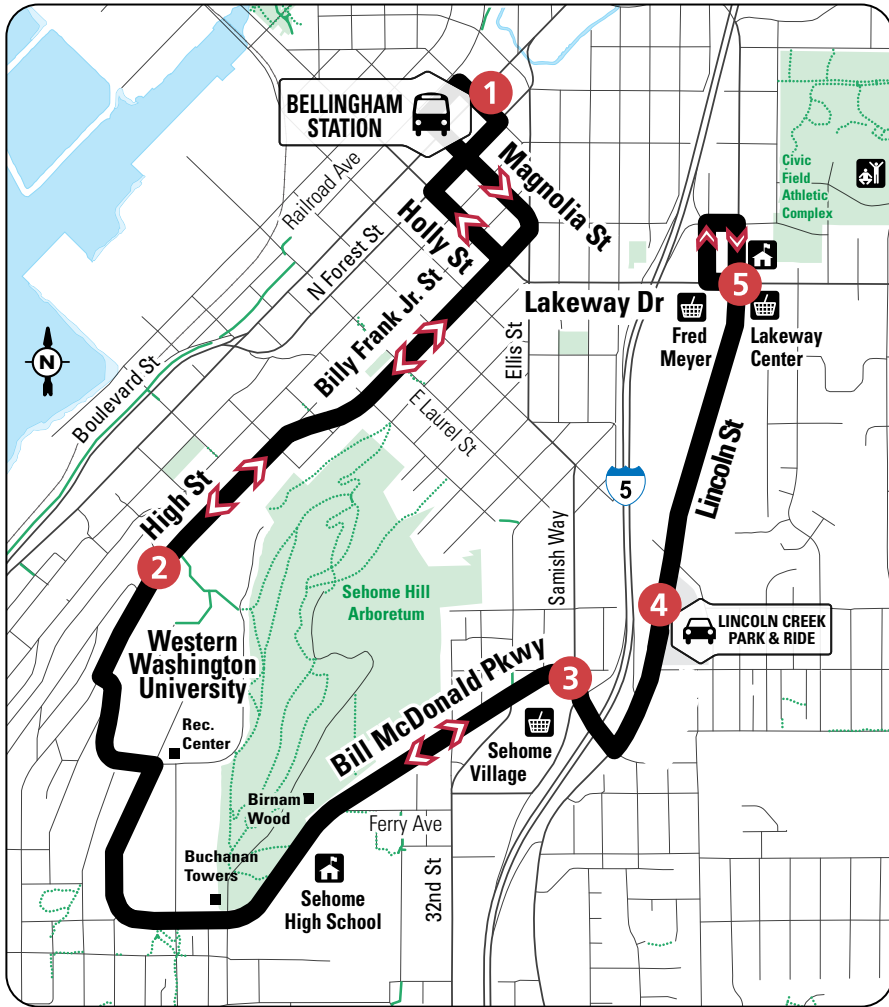 1
BELLINGHAM
STATION
Magnolia St
Railroad Ave
Holly St
N Forest St
Civic
Field
Athletic
Complex
5
Lakeway Dr
Fred
Meyer
Lakeway
Center
Billy Frank Jr. St
Ellis St
N
Boulevard St
E Laurel St
Lincoln St
5
High St
2
Samish Way
Sehome Hill
Arboretum
4
LINCOLN CREEK
PARK & RIDE
Western
Washington
University
Bill McDonald Pkwy
3
Rec.
Center
Sehome
Village
Birnam
Wood
Ferry Ave
Buchanan
Towers
32nd St
Sehome
High School